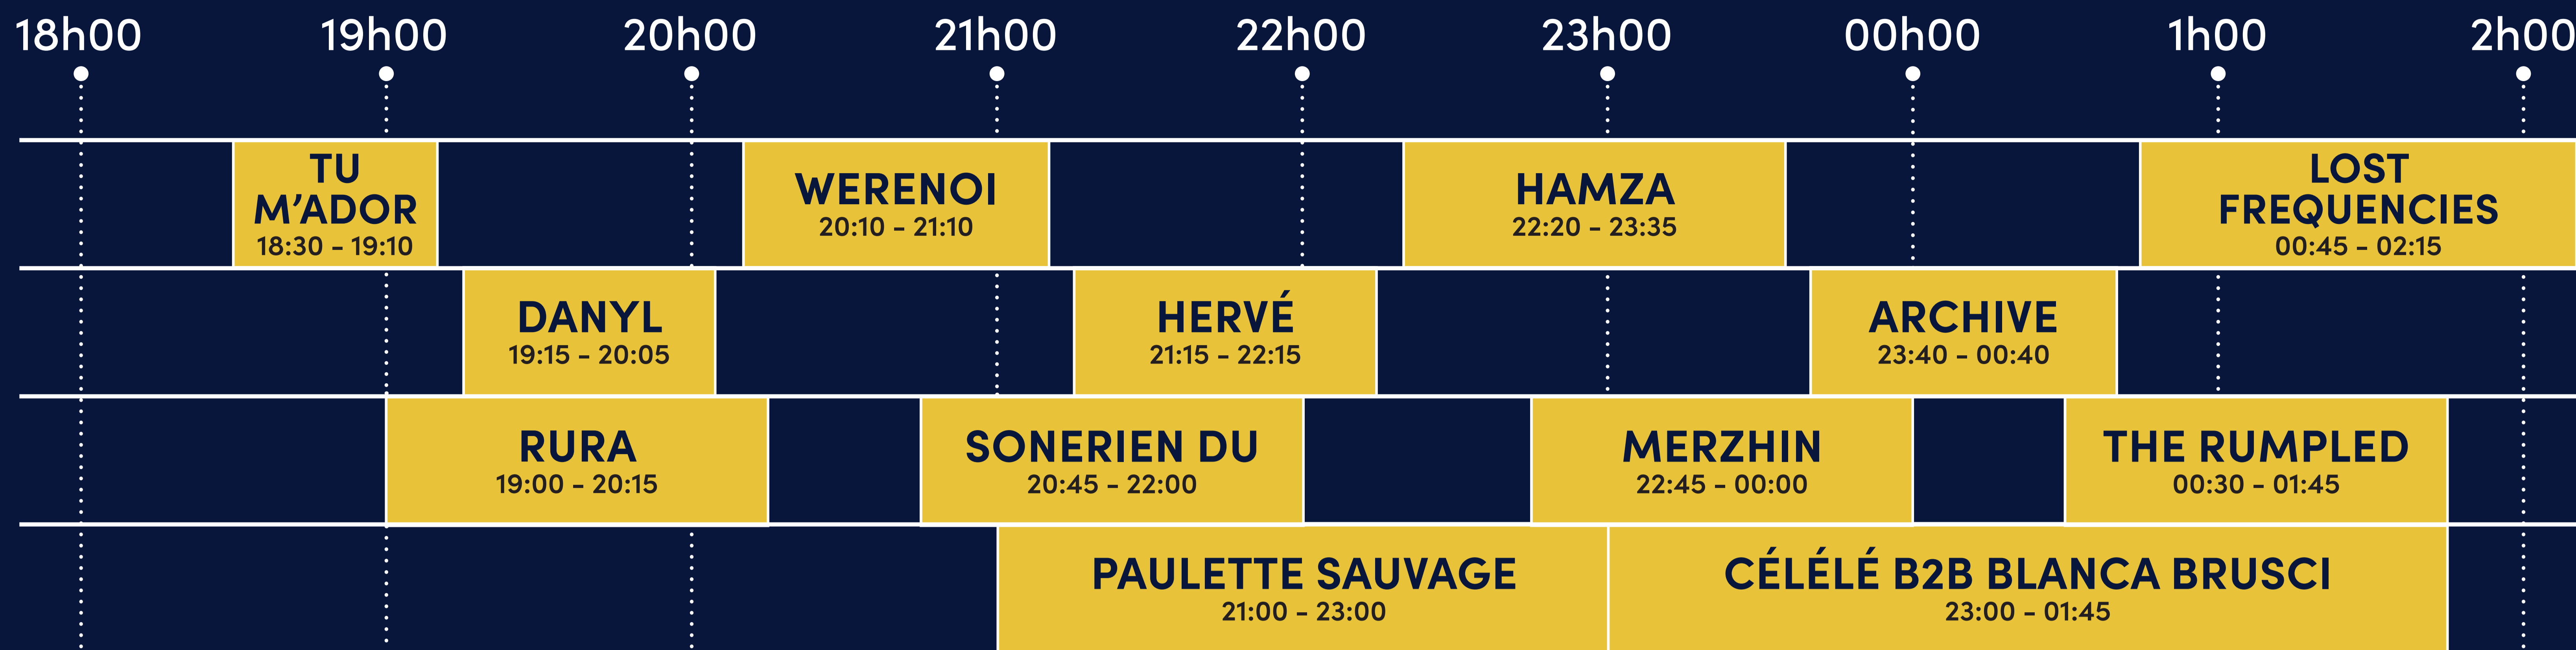 18h00 19h00 20h00 21h00 22h00 23h00 00h00 1h00 2h00
TU
M’ADOR
18:30 – 19:10
WERENOI
20:10 – 21:10
HAMZA
22:20 – 23:35
LOST
FREQUENCIES
00:45 – 02:15
DANYL
19:15 – 20:05
HERVÉ
21:15 – 22:15
ARCHIVE
23:40 – 00:40
RURA
19:00 – 20:15
SONERIEN DU
20:45 – 22:00
MERZHIN
22:45 – 00:00
THE RUMPLED
00:30 – 01:45
PAULETTE SAUVAGE
21:00 – 23:00
CÉLÉLÉ B2B BLANCA BRUSCI
23:00 – 01:45